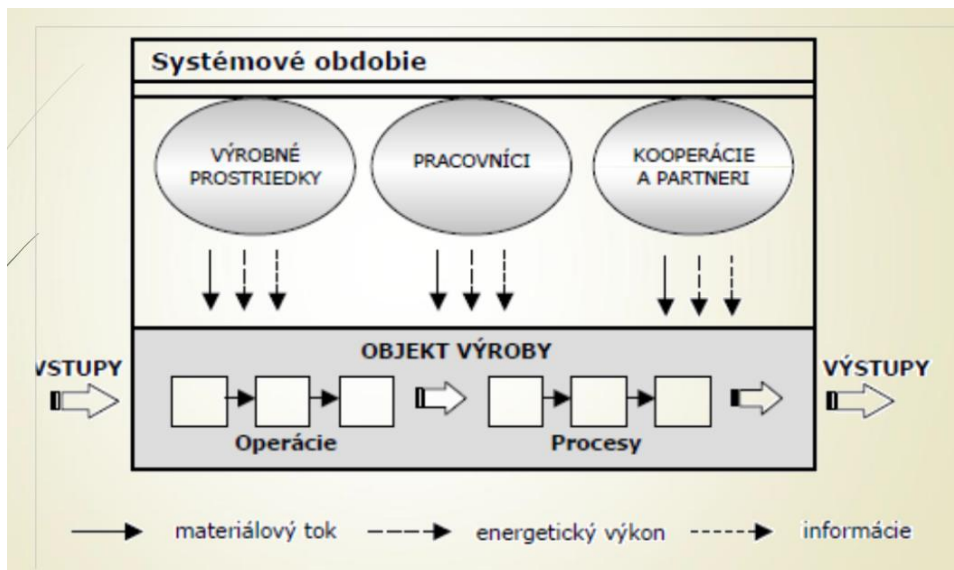 Systémové obdobie
VÝROBNÉ
PROSTRIEDKY
PRACOVNÍCI
KOOPERÁCIE
A PARTNERI
OBJEKT VÝROBY
VSTUPY
VÝSTUPY
Operácie
Procesy
materiálový tok
energetický výkon
informácie